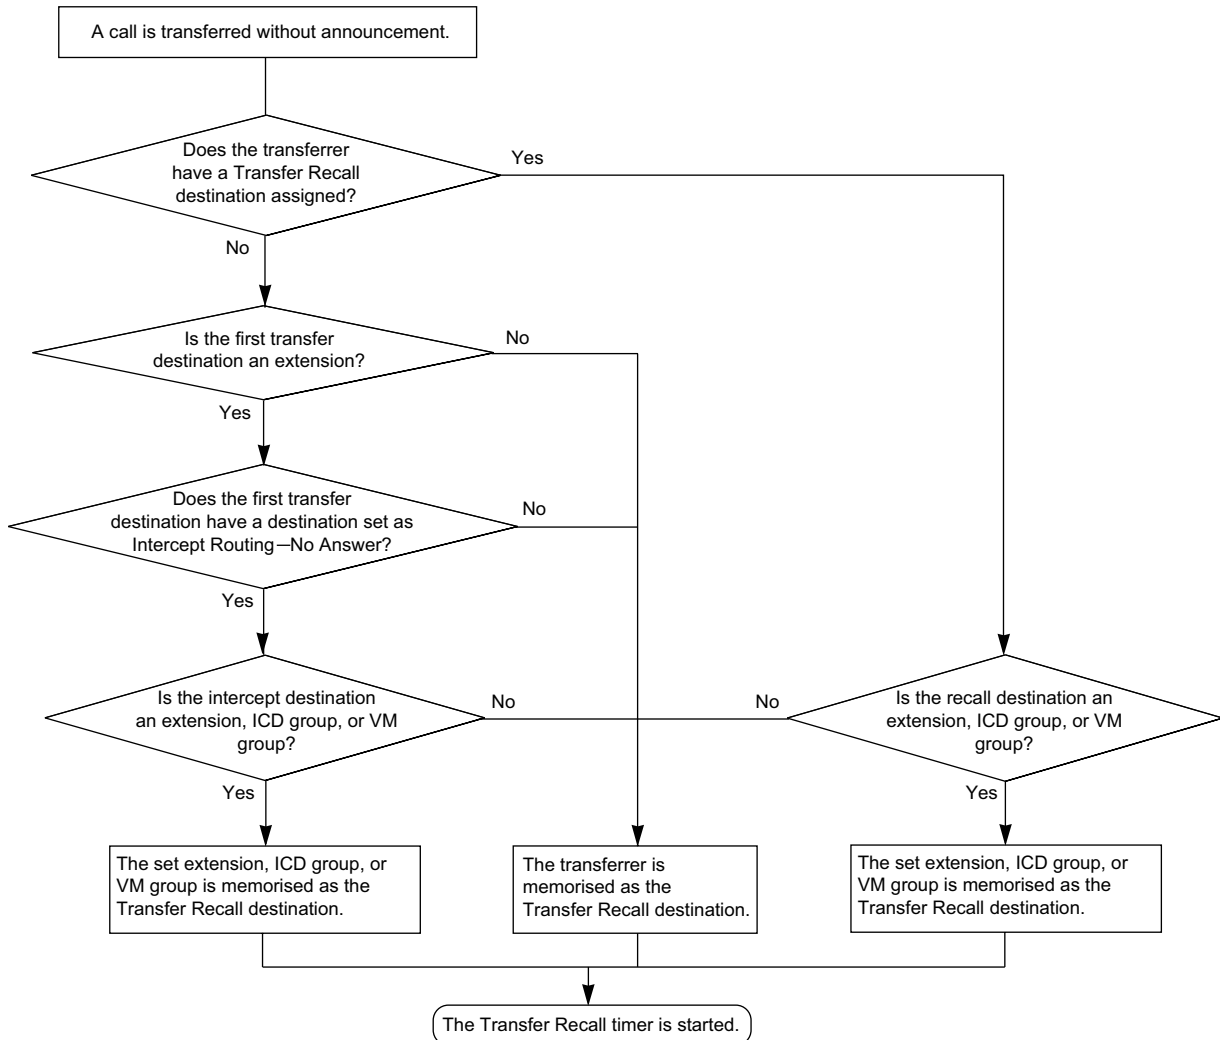 A call is transferred without announcement.
Does the transferrer
have a Transfer Recall
destination assigned?
Yes
No
Is the first transfer
destination an extension?
No
Yes
Does the first transfer
destination have a destination set as
Intercept Routing—No Answer?
No
Yes
Is the intercept destination
an extension, ICD group, or VM
group?
No
Yes
Is the recall destination an
extension, ICD group, or VM
group?
No
Yes
The set extension, ICD group, or
VM group is memorised as the
Transfer Recall destination.
The transferrer is
memorised as the
Transfer Recall destination.
The set extension, ICD group, or
VM group is memorised as the
Transfer Recall destination.
The Transfer Recall timer is started.